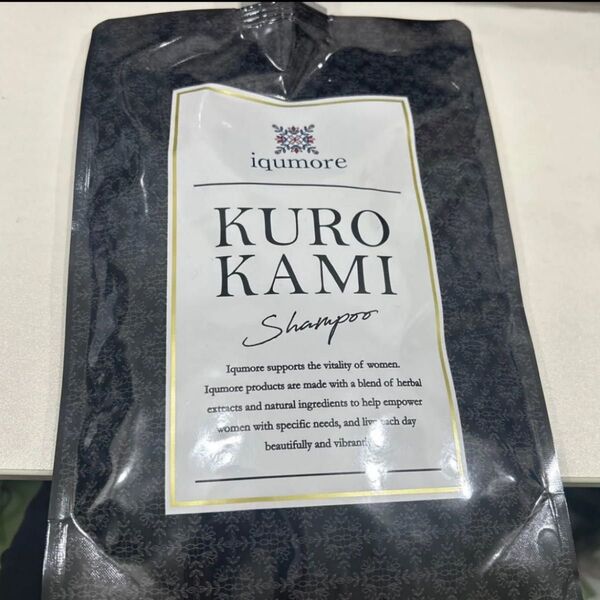 iqumore
KURO
KAMI
Shampoo
Iqumore supports the vitality of women.
Iqumore products are made with a blend of herbal
extracts and natural ingredients to help empower
women with specific needs, and live each day
beautifully and vibrantly